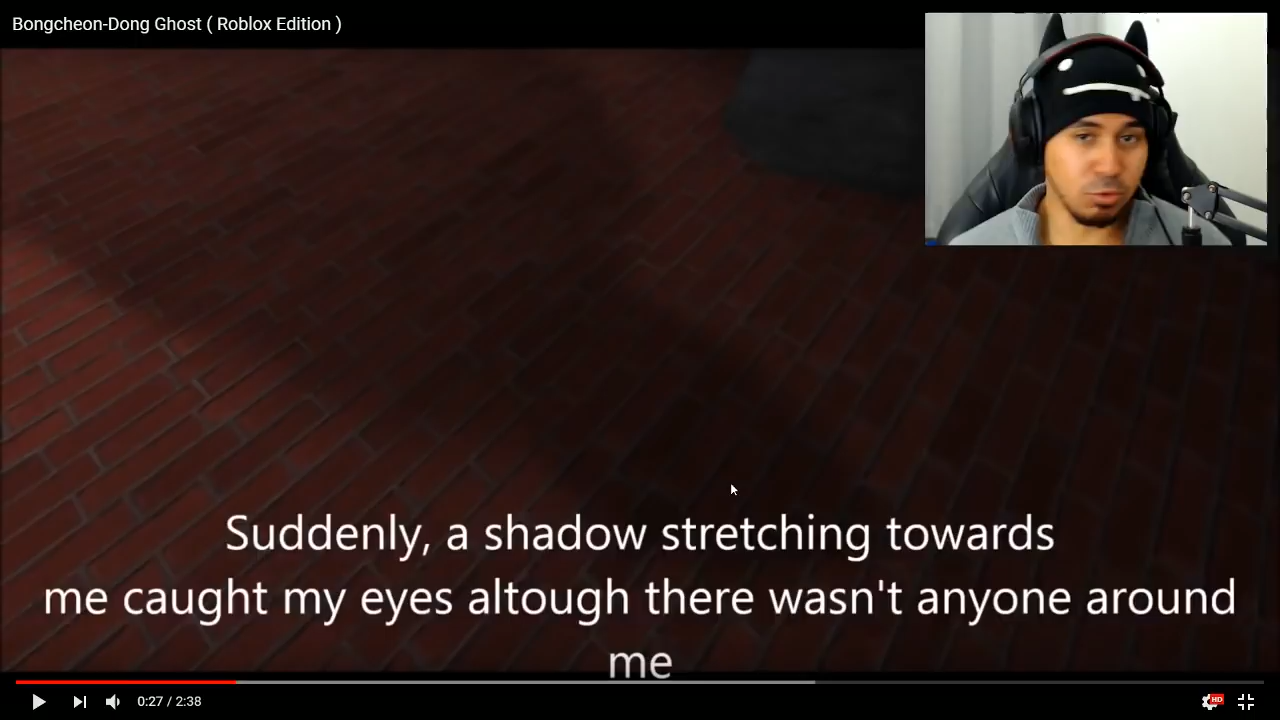 Bongcheon-Dong Ghost ( Roblox Edition )
Suddenly, a shadow stretching towards
me caught my eyes altough there wasn't anyone around
me
0:27 / 2:38
HD